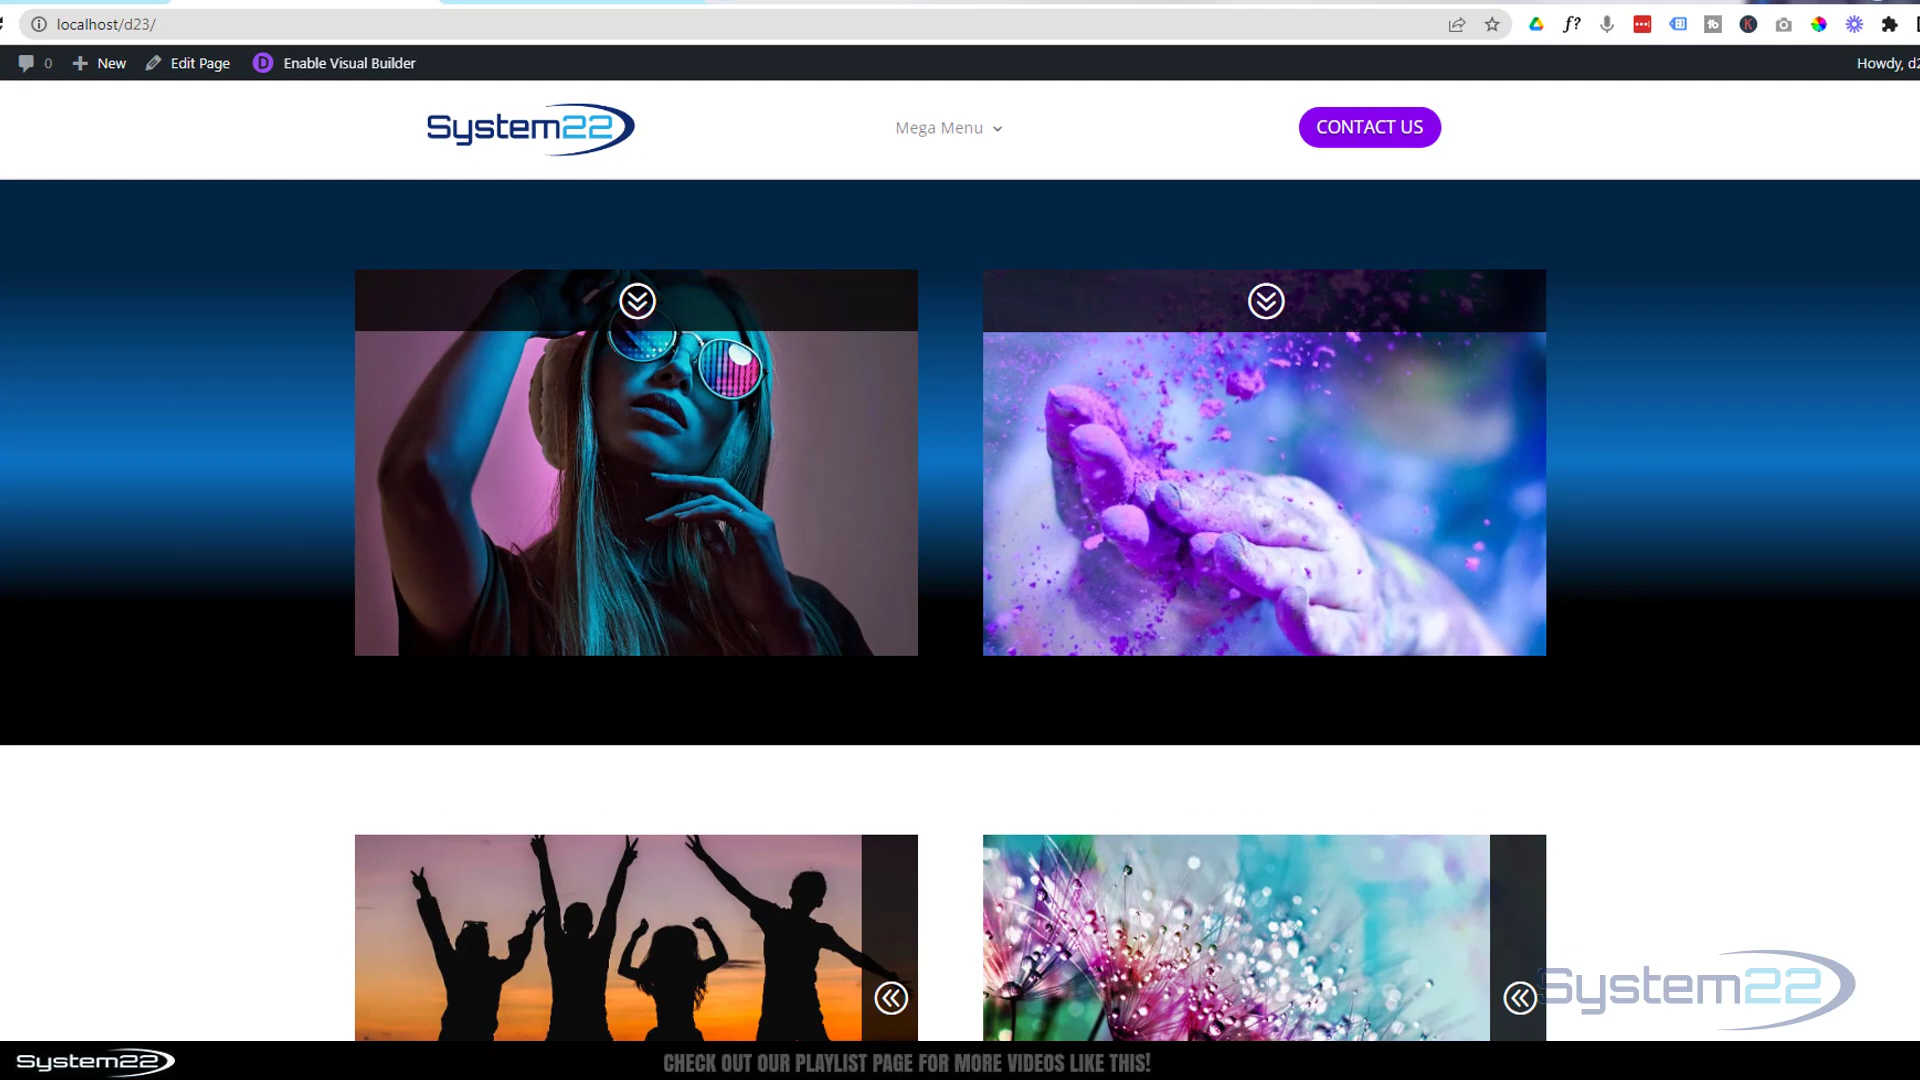 localhost/d23/
0 New Edit Page D Enable Visual Builder Howdy, d2
System22 Mega Menu CONTACT US
System22
System22 CHECK OUT OUR PLAYLIST PAGE FOR MORE VIDEOS LIKE THIS!